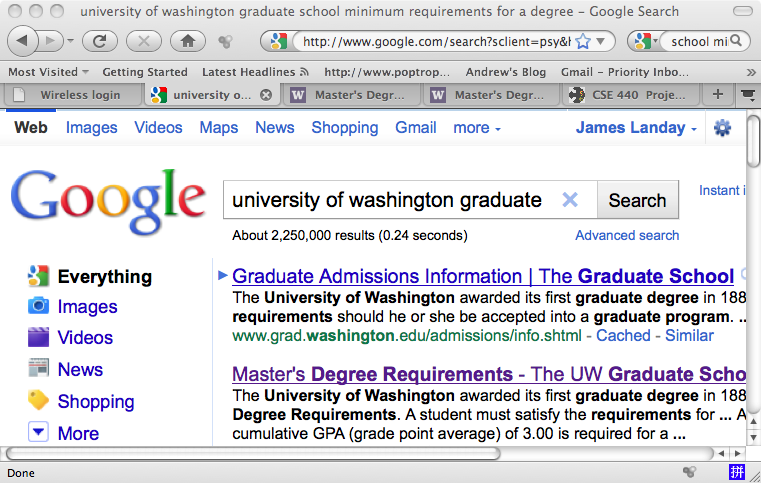 university of washington graduate school minimum requirements for a degree - Google Search
http://www.google.com/search?sclient=psy&h
school mi
Most Visited Getting Started Latest Headlines http://www.poptrop... Andrew's Blog Gmail - Priority Inbo... »
Wireless login university o... Master's Degr... Master's Degr... CSE 440 Proje... +
Web Images Videos Maps News Shopping Gmail more James Landay
Google
university of washington graduate Search Instant i
About 2,250,000 results (0.24 seconds) Advanced search
Everything
Images
Videos
News
Shopping
More
Graduate Admissions Information | The Graduate School
The University of Washington awarded its first graduate degree in 188
requirements should he or she be accepted into a graduate program. ...
www.grad.washington.edu/admissions/info.shtml - Cached - Similar
Master's Degree Requirements - The UW Graduate Scho
The University of Washington awarded its first graduate degree in 188
Degree Requirements. A student must satisfy the requirements for ... A
cumulative GPA (grade point average) of 3.00 is required for a ...
Done 拼